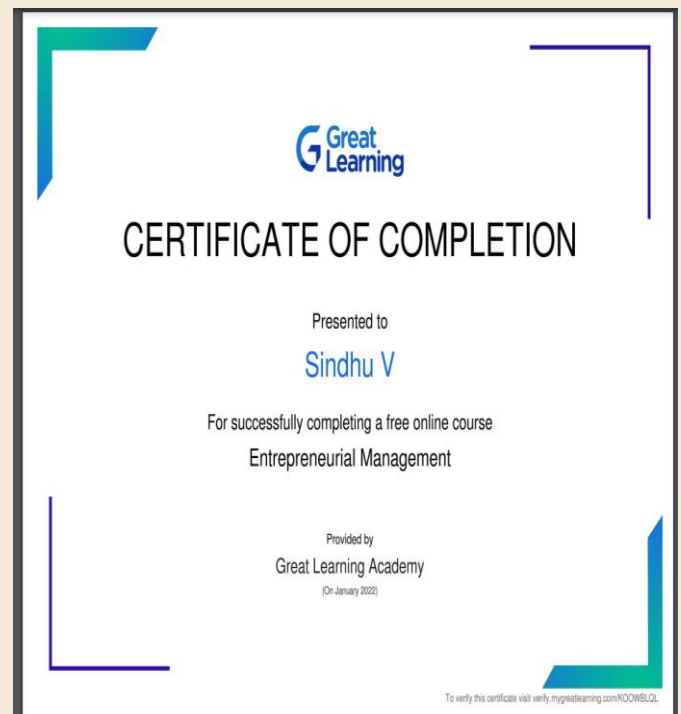 Great
Learning
CERTIFICATE OF COMPLETION
Presented to
Sindhu V
For successfully completing a free online course
Entrepreneurial Management
Provided by
Great Learning Academy
(On January 2022)
To verify this certificate visit verify.mygreatlearning.com/KOOWBLQL